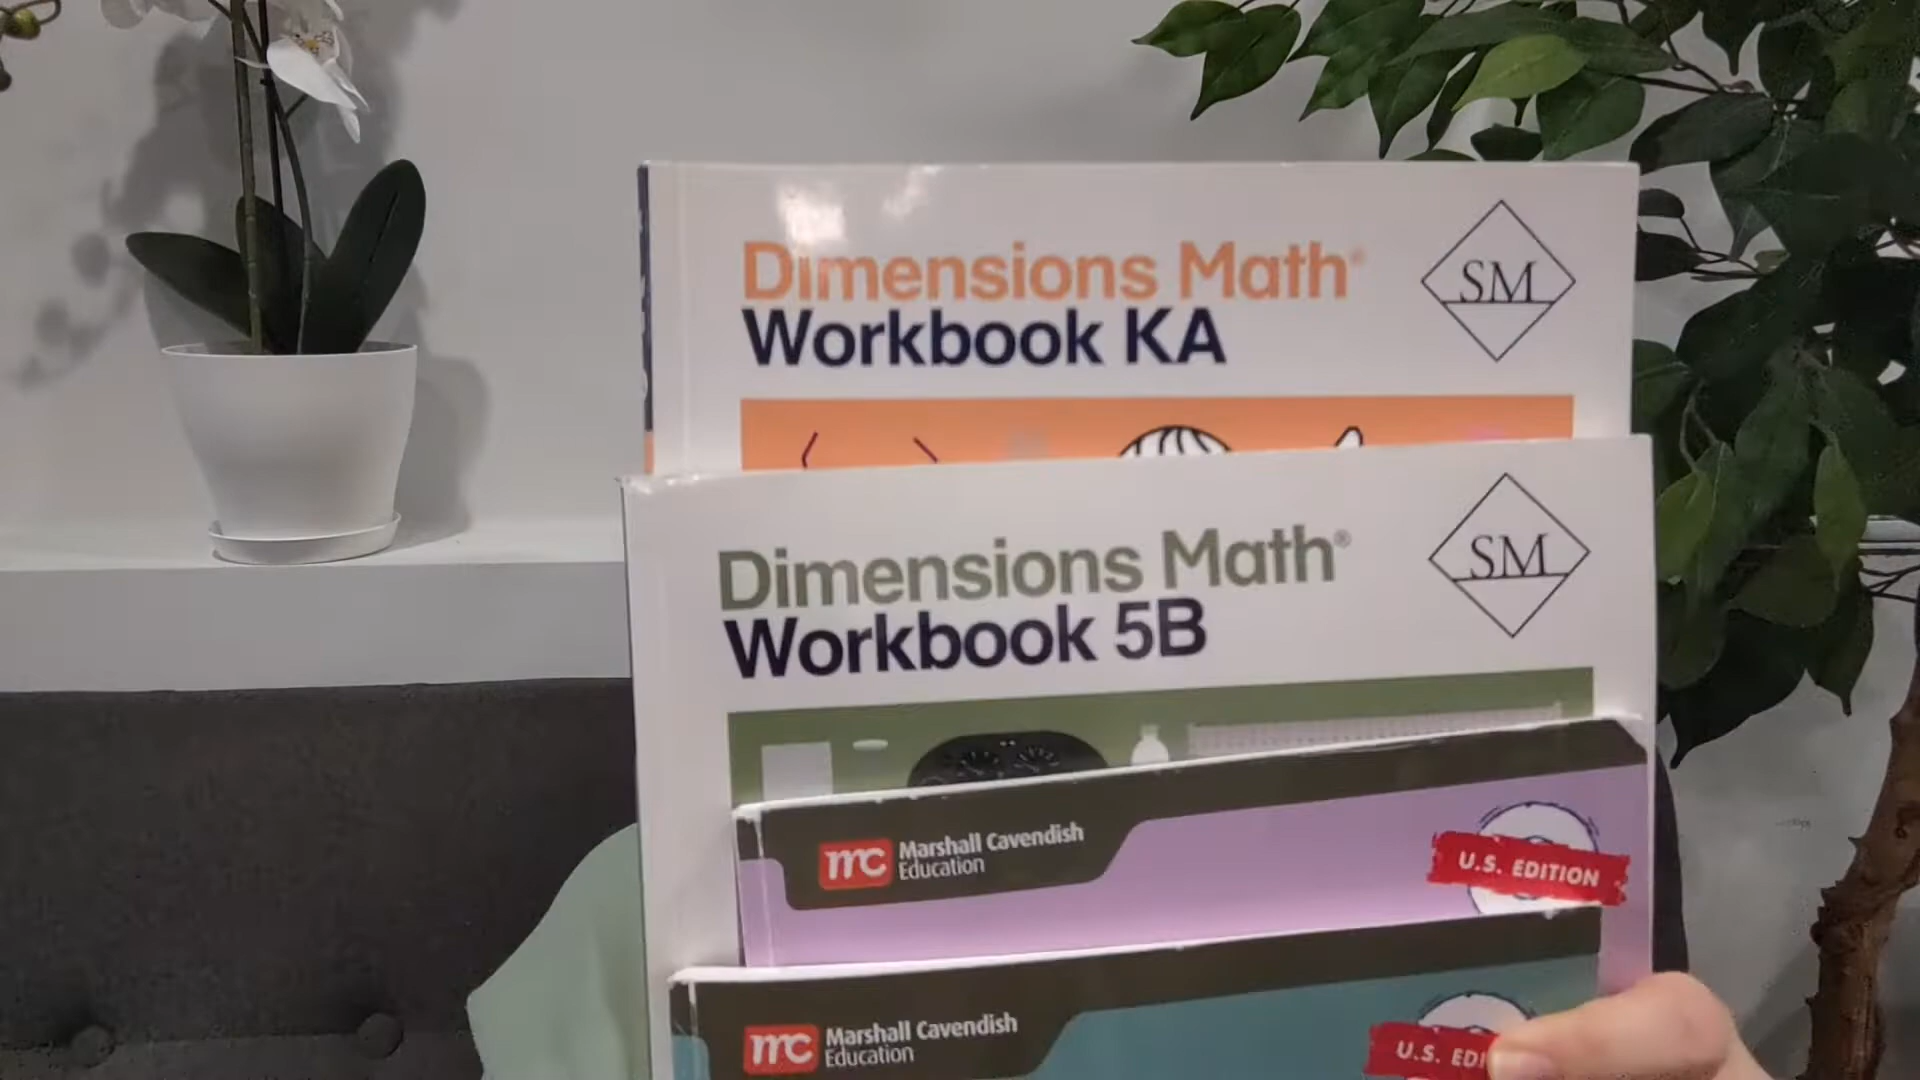 Dimensions Math®
Workbook KA
SM
Dimensions Math®
Workbook 5B
SM
mc Marshall Cavendish
Education
U.S. EDITION
mc Marshall Cavendish
Education
U.S. EDI